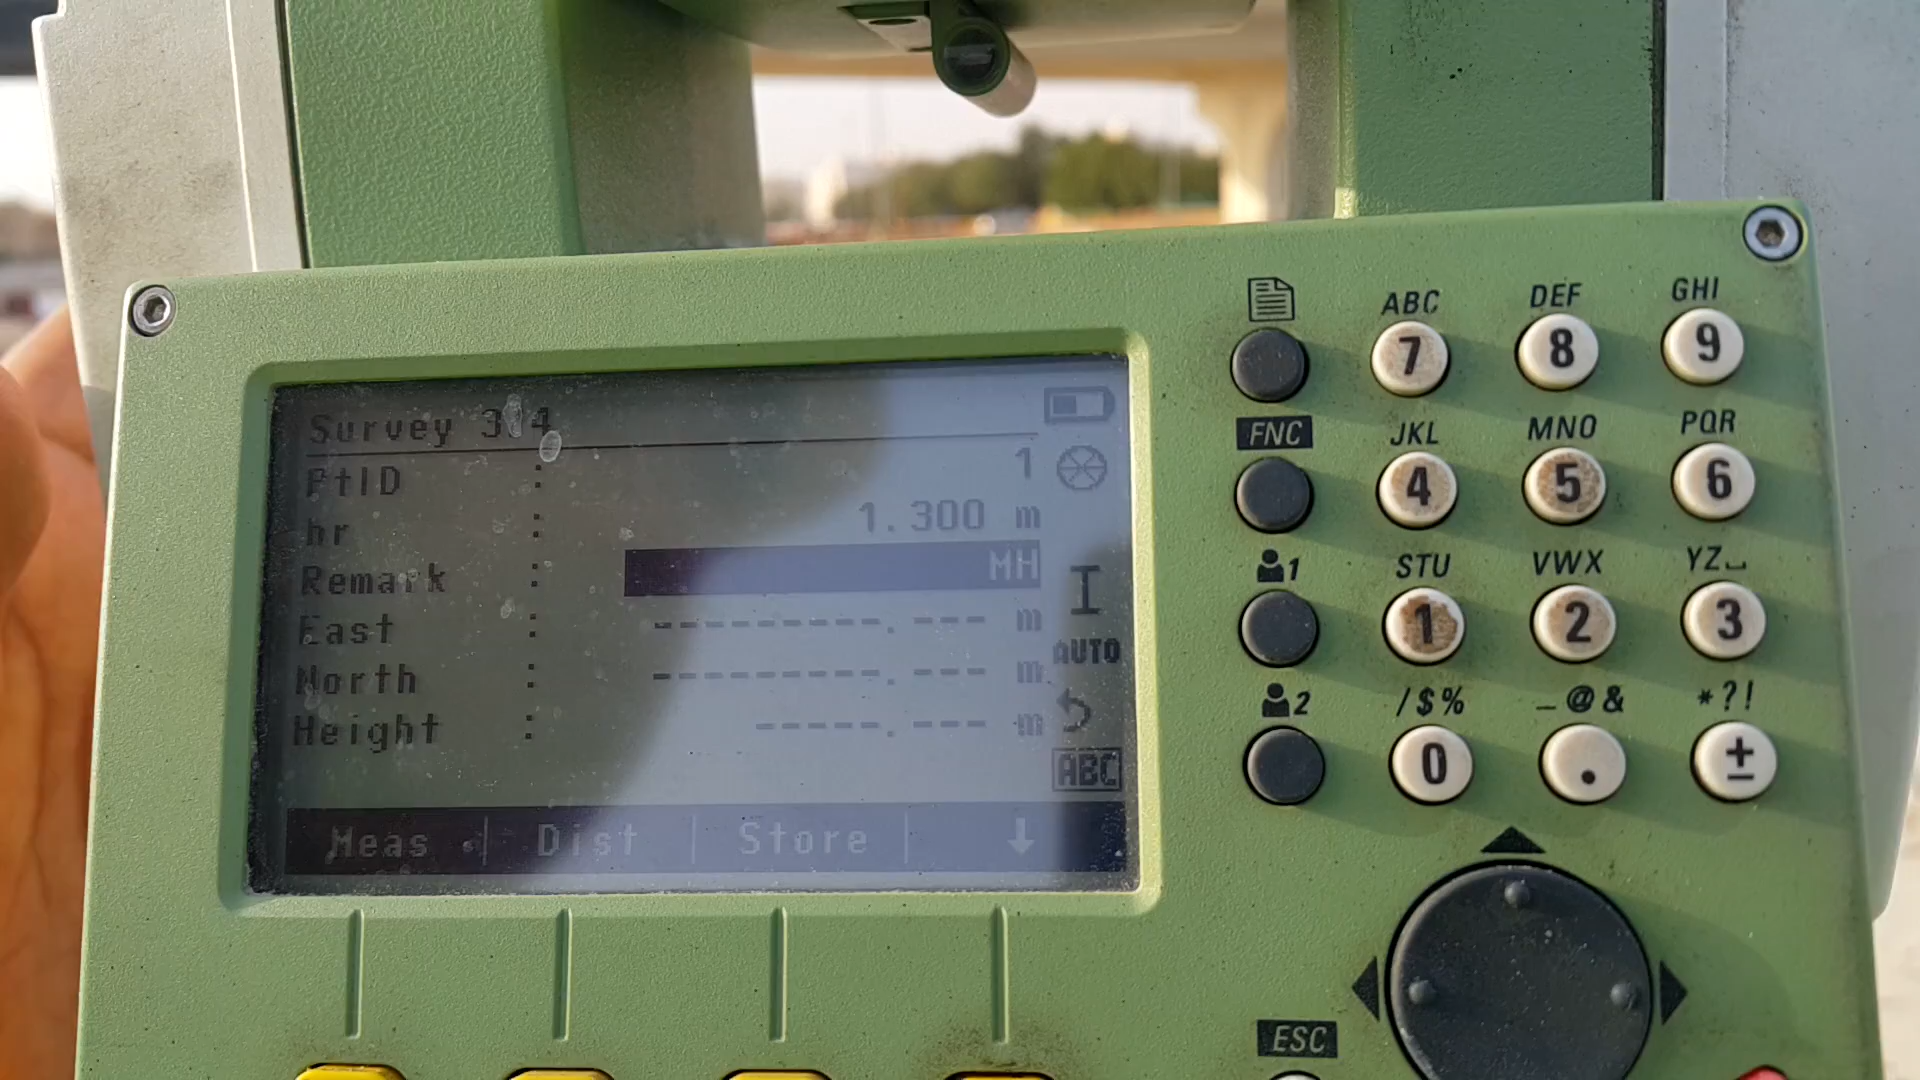 Survey 3/4
PtID : 1
hr : 1.300 m
Remark : MH
East : ---------.--- m
North : ---------.--- m
Height : -----.--- m
I
AUTO
ABC
Meas Dist Store ↓
ABC DEF GHI
7 8 9
FNC JKL MNO PQR
4 5 6
1 STU VWX YZ⎵
1 2 3
2 /$% _@& *?!
0 . ±
ESC